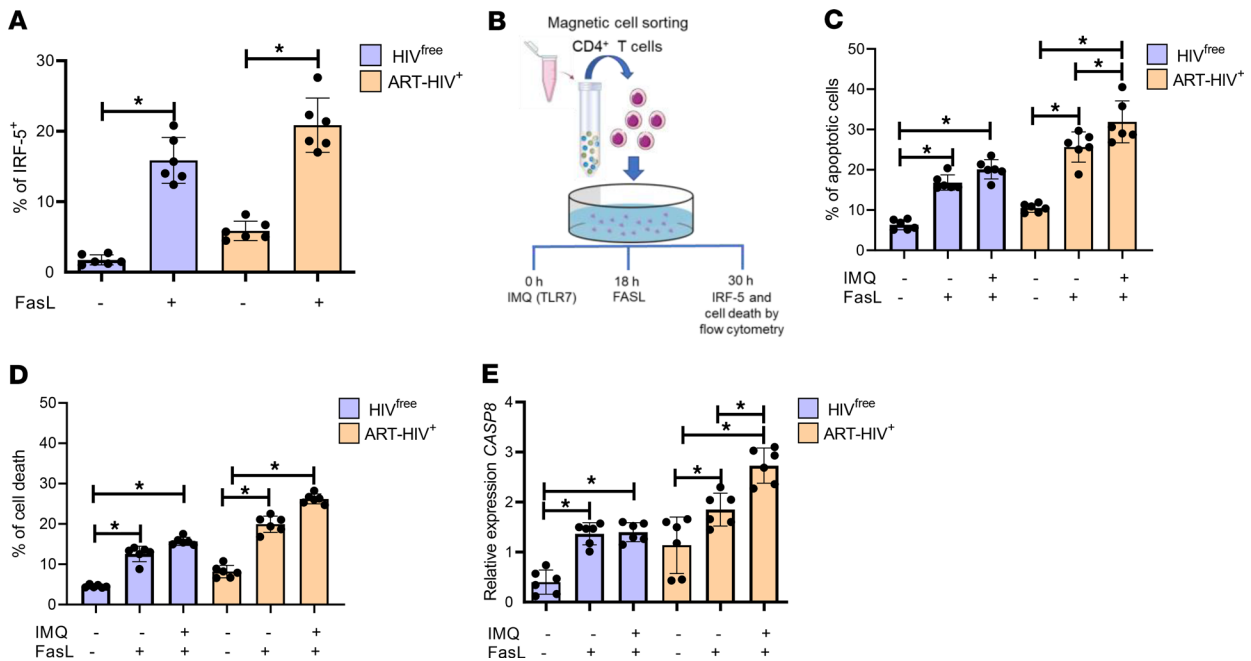 A
% of IRF-5+
30
20
10
0
FasL - + - +
* *
HIVfree
ART-HIV+
B
Magnetic cell sorting
CD4+ T cells
0 h
IMQ (TLR7)
18 h
FASL
30 h
IRF-5 and
cell death by
flow cytometry
C
% of apoptotic cells
50
40
30
20
10
0
* * * * *
HIVfree
ART-HIV+
IMQ - - + - - +
FasL - + + - + +
D
% of cell death
50
40
30
20
10
0
* * * *
HIVfree
ART-HIV+
IMQ - - + - - +
FasL - + + - + +
E
Relative expression CASP8
4
3
2
1
0
* * * * *
HIVfree
ART-HIV+
IMQ - - + - - +
FasL - + + - + +